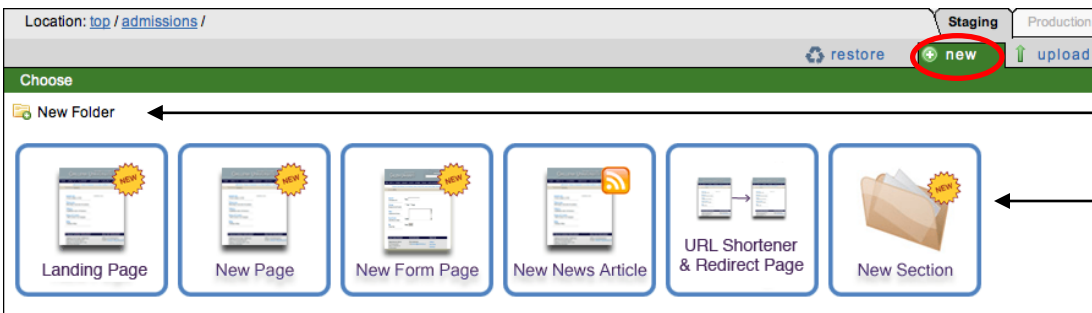 Location: top / admissions /
Staging
Production
restore
new
upload
Choose
New Folder
NEW
Landing Page
NEW
New Page
NEW
New Form Page
New News Article
URL Shortener
& Redirect Page
NEW
New Section